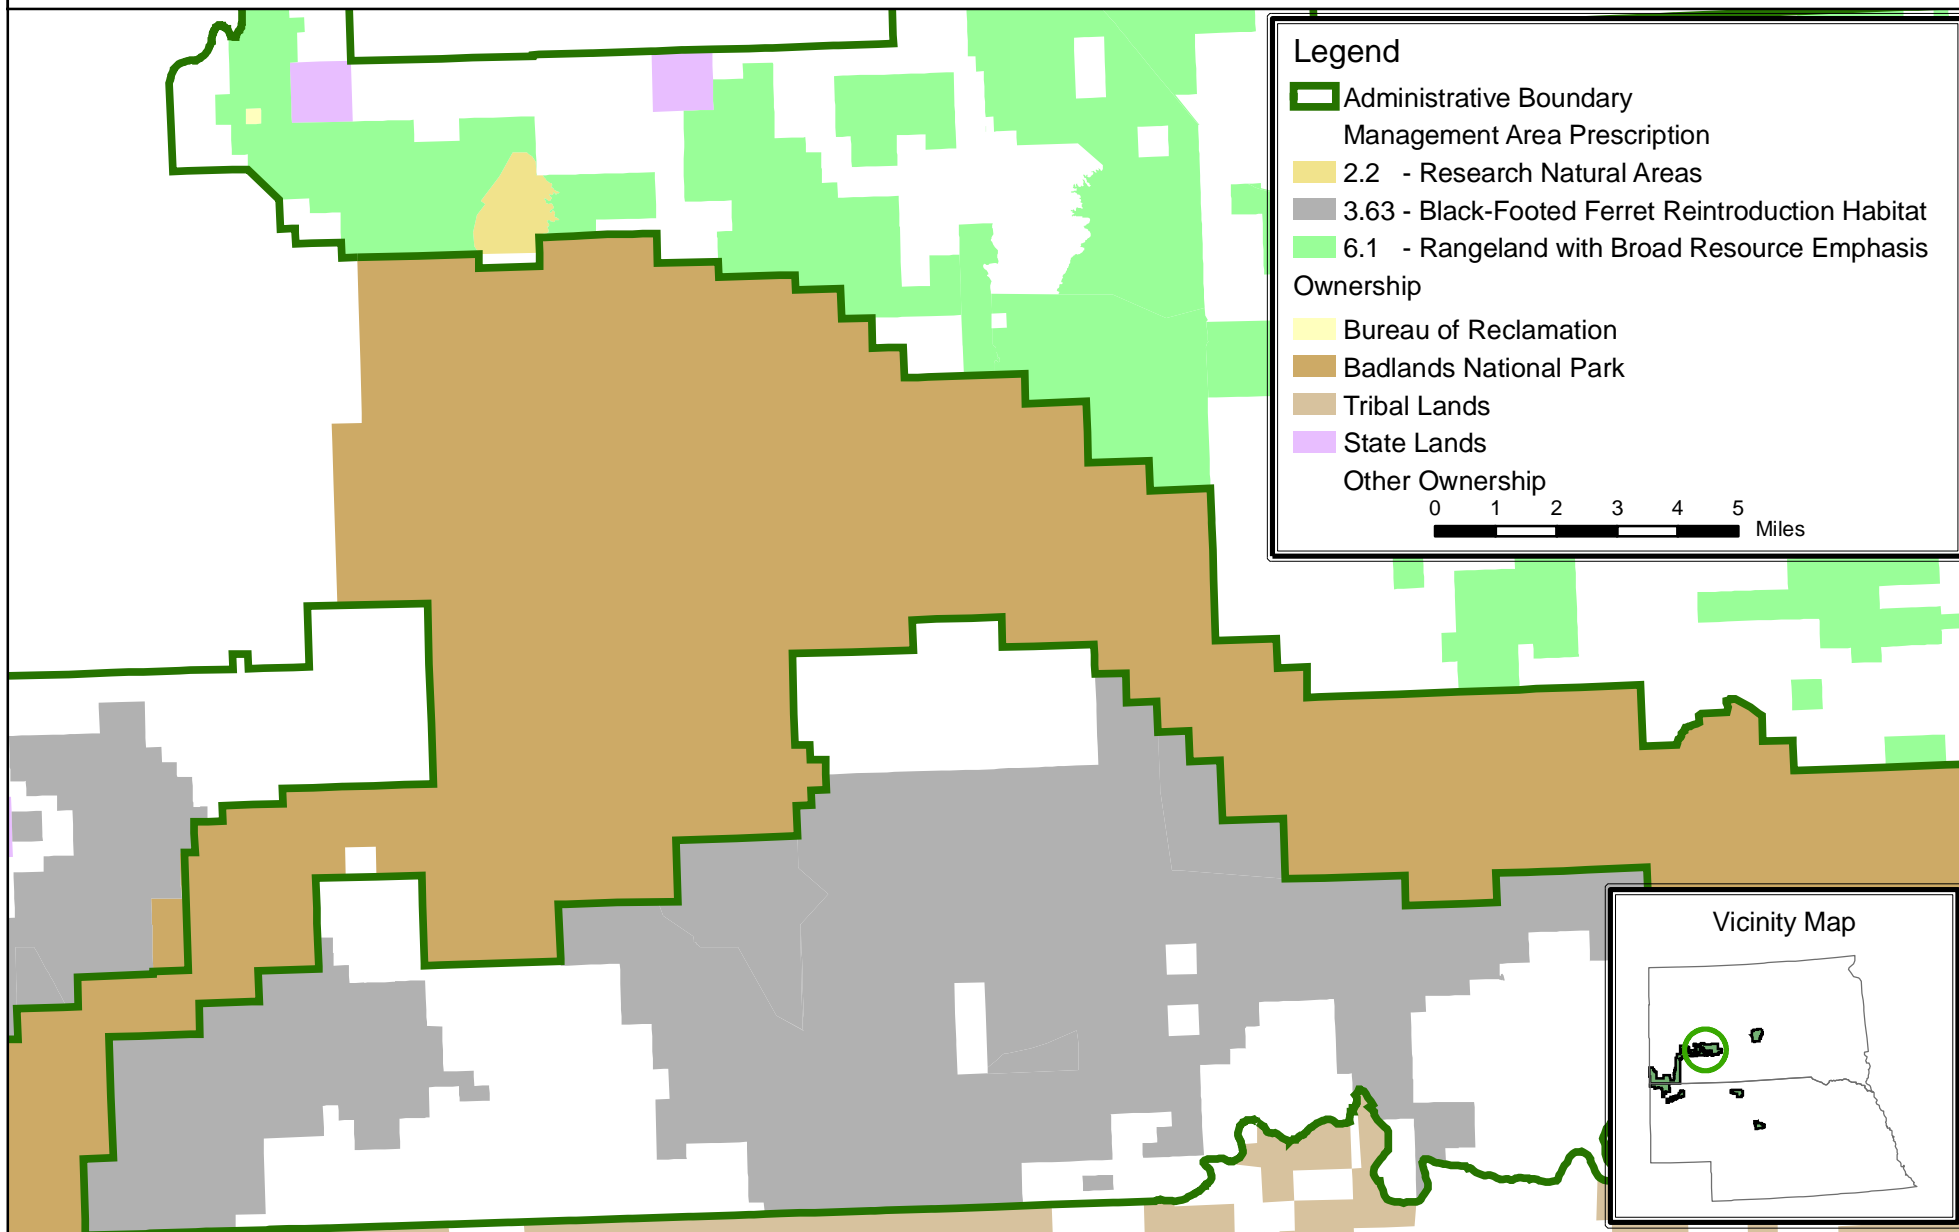 Legend
Administrative Boundary
Management Area Prescription
2.2 - Research Natural Areas
3.63 - Black-Footed Ferret Reintroduction Habitat
6.1 - Rangeland with Broad Resource Emphasis
Ownership
Bureau of Reclamation
Badlands National Park
Tribal Lands
State Lands
Other Ownership
0 1 2 3 4 5
Miles
Vicinity Map